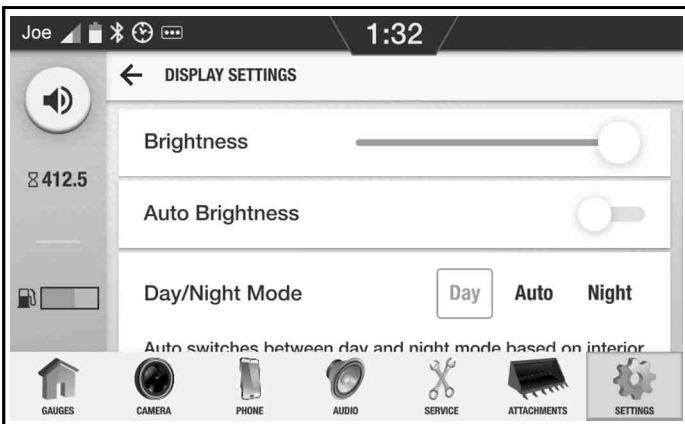 Joe 1:32
DISPLAY SETTINGS
Brightness
412.5
Auto Brightness
Day/Night Mode Day Auto Night
Auto switches between day and night mode based on interior
GAUGES CAMERA PHONE AUDIO SERVICE ATTACHMENTS SETTINGS